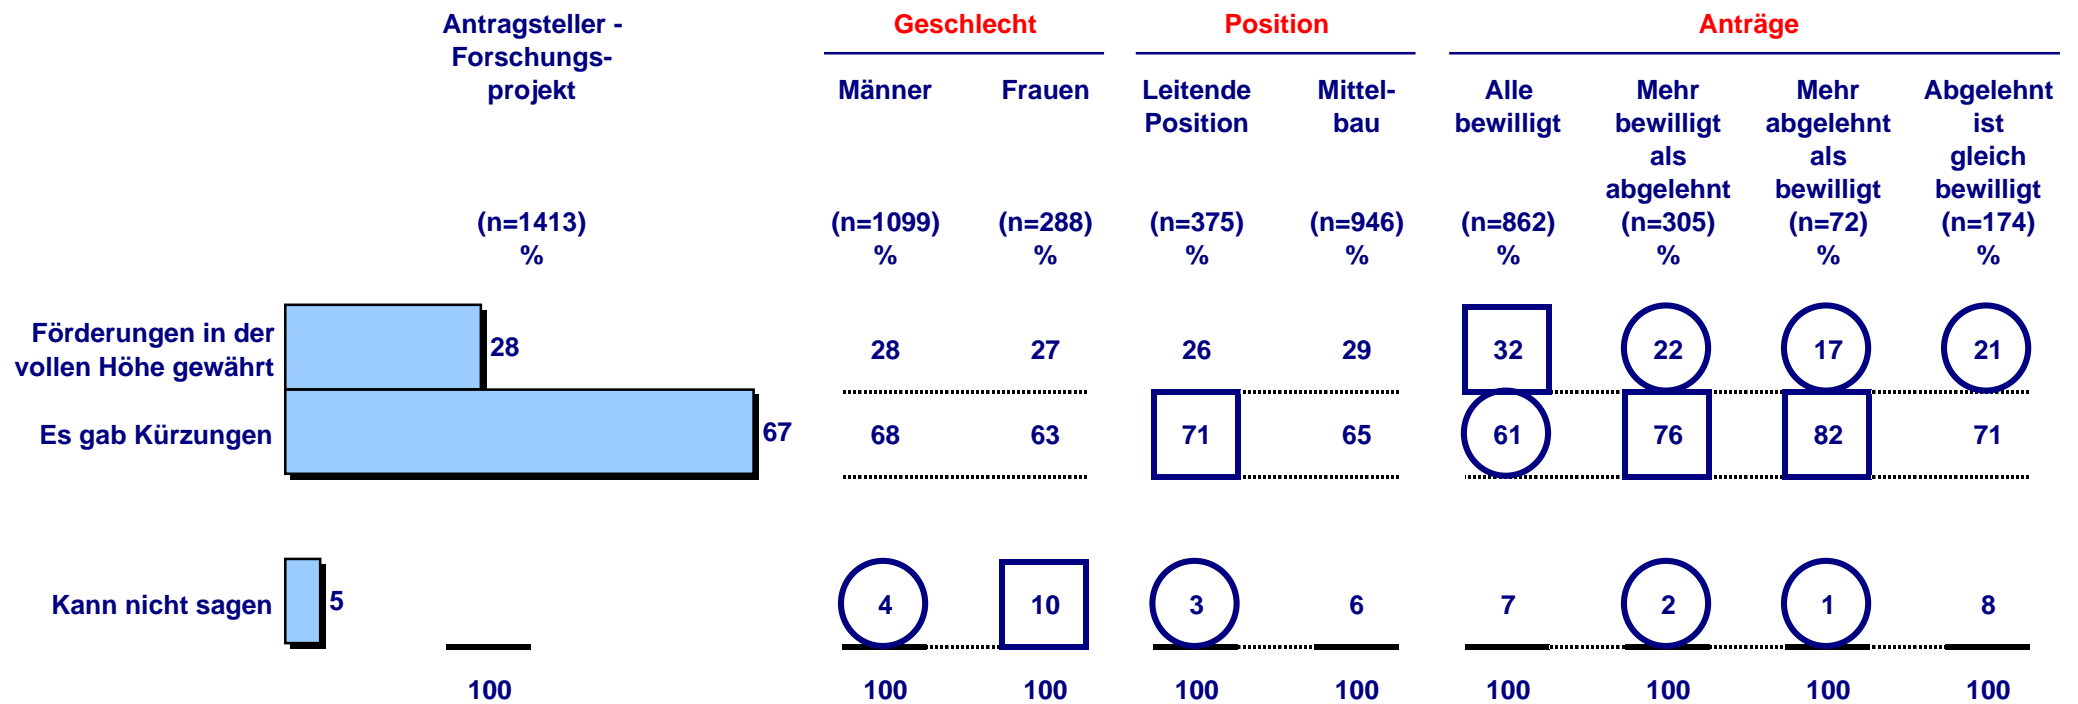 Antragsteller - Geschlecht Position Anträge
Forschungs-
projekt Männer Frauen Leitende Mittel- Alle Mehr Mehr Abgelehnt
Position bau bewilligt bewilligt abgelehnt ist
als als gleich
abgelehnt bewilligt bewilligt
(n=1413) (n=1099) (n=288) (n=375) (n=946) (n=862) (n=305) (n=72) (n=174)
% % % % % % % % %
Förderungen in der
vollen Höhe gewährt 28 28 27 26 29 32 22 17 21
Es gab Kürzungen 67 68 63 71 65 61 76 82 71
Kann nicht sagen 5 4 10 3 6 7 2 1 8
100 100 100 100 100 100 100 100 100